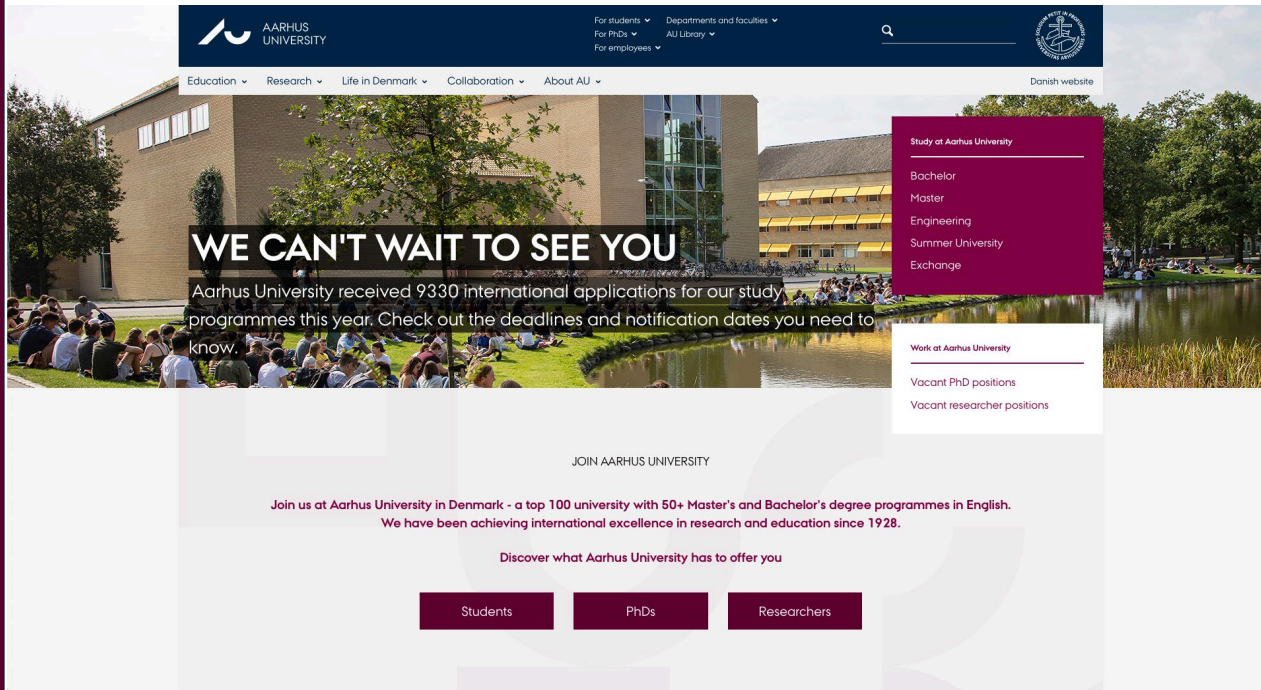 AARHUS
UNIVERSITY
For students
Departments and faculties
For PhDs
AU Library
For employees
Education
Research
Life in Denmark
Collaboration
About AU
Danish website
WE CAN'T WAIT TO SEE YOU
Aarhus University received 9330 international applications for our study
programmes this year. Check out the deadlines and notification dates you need to
know.
Study at Aarhus University
Bachelor
Master
Engineering
Summer University
Exchange
Work at Aarhus University
Vacant PhD positions
Vacant researcher positions
JOIN AARHUS UNIVERSITY
Join us at Aarhus University in Denmark - a top 100 university with 50+ Master's and Bachelor's degree programmes in English.
We have been achieving international excellence in research and education since 1928.
Discover what Aarhus University has to offer you
Students
PhDs
Researchers